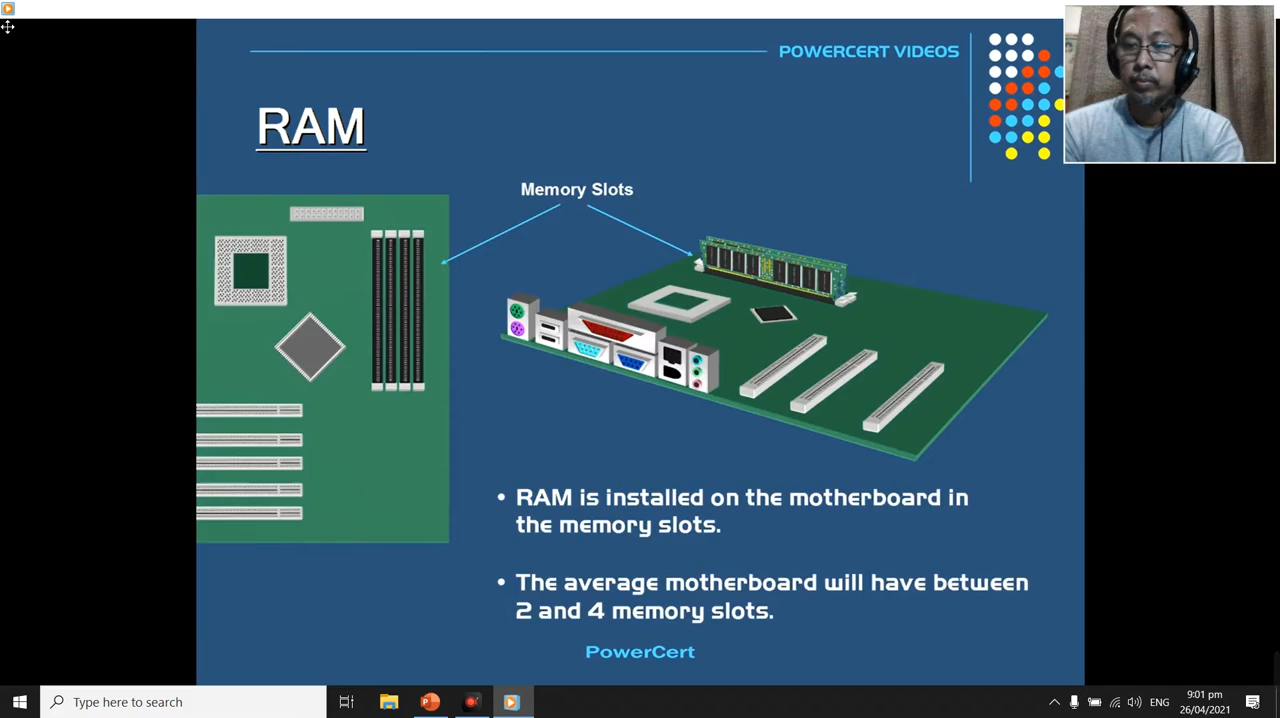 POWERCERT VIDEOS
RAM
Memory Slots
• RAM is installed on the motherboard in
the memory slots.
• The average motherboard will have between
2 and 4 memory slots.
PowerCert
Type here to search
ENG
9:01 pm
26/04/2021